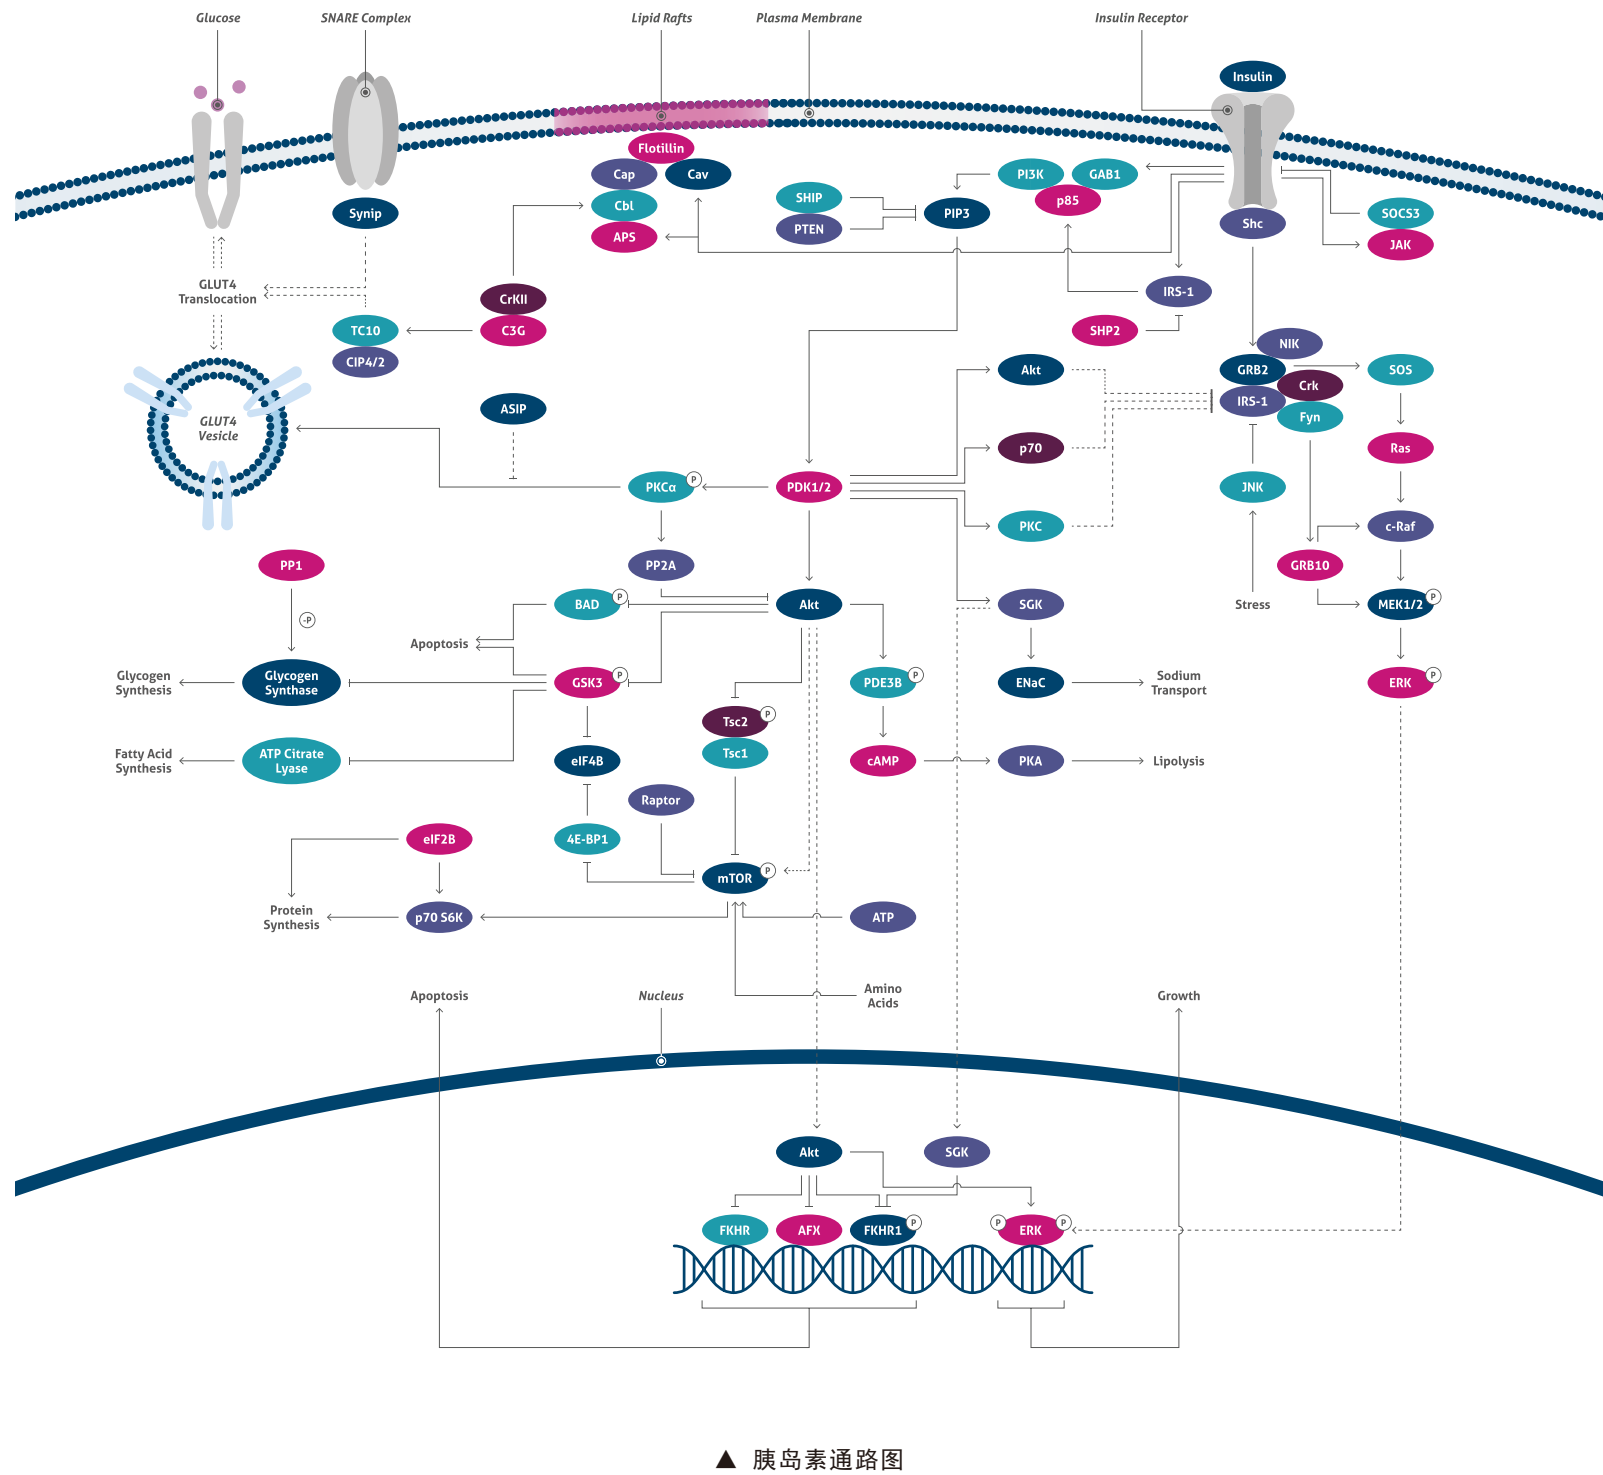 Glucose
SNARE Complex
Lipid Rafts
Plasma Membrane
Insulin Receptor
Insulin
Flotillin
Cap
Cav
Cbl
APS
SHIP
PTEN
PIP3
PI3K
GAB1
p85
Shc
SOCS3
JAK
Synip
GLUT4
Translocation
CrKII
C3G
TC10
CIP4/2
IRS-1
SHP2
NIK
GRB2
Crk
IRS-1
Fyn
SOS
Akt
ASIP
GLUT4
Vesicle
p70
Ras
PKCα
P
PDK1/2
JNK
PKC
c-Raf
PP1
PP2A
GRB10
-P
BAD
P
Akt
SGK
Stress
MEK1/2
P
Apoptosis
Glycogen
Synthesis
Glycogen
Synthase
GSK3
P
PDE3B
P
ENaC
Sodium
Transport
ERK
P
Tsc2
P
Tsc1
Fatty Acid
Synthesis
ATP Citrate
Lyase
eIF4B
cAMP
PKA
Lipolysis
Raptor
eIF2B
4E-BP1
mTOR
P
Protein
Synthesis
p70 S6K
ATP
Apoptosis
Nucleus
Amino
Acids
Growth
Akt
SGK
FKHR
AFX
FKHR1
P
P
ERK
P
▲ 胰岛素通路图